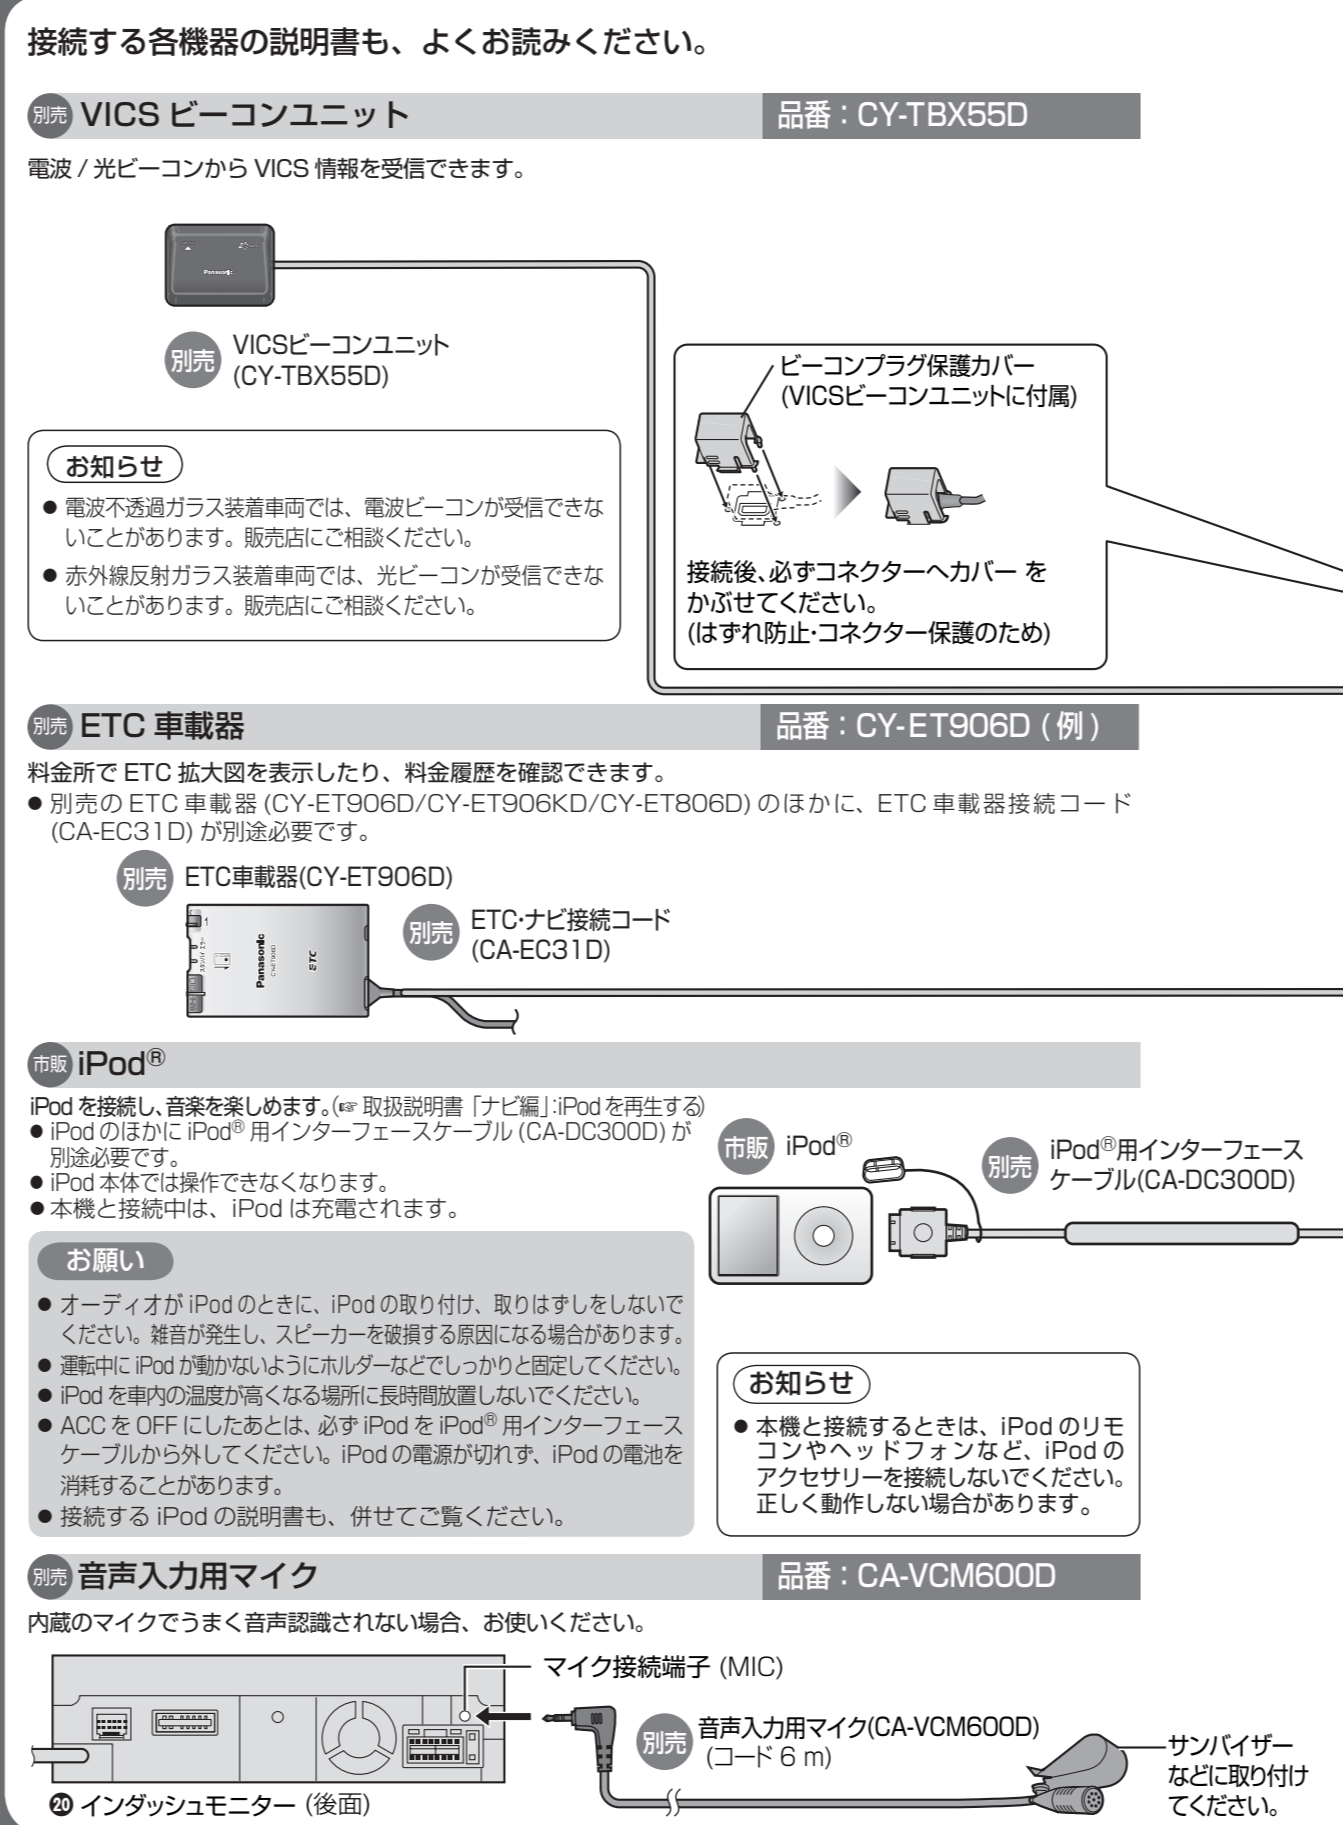 接続する各機器の説明書も、よくお読みください。
別売 VICS ビーコンユニット 品番：CY-TBX55D
電波 / 光ビーコンから VICS 情報を受信できます。
Panasonic
別売 VICSビーコンユニット
(CY-TBX55D)
ビーコンプラグ保護カバー
(VICSビーコンユニットに付属)
接続後、必ずコネクターへカバー を
かぶせてください。
(はずれ防止・コネクター保護のため)
お知らせ
● 電波不透過ガラス装着車両では、電波ビーコンが受信できな
いことがあります。販売店にご相談ください。
● 赤外線反射ガラス装着車両では、光ビーコンが受信できな
いことがあります。販売店にご相談ください。
別売 ETC 車載器 品番：CY-ET906D ( 例 )
料金所で ETC 拡大図を表示したり、料金履歴を確認できます。
● 別売の ETC 車載器 (CY-ET906D/CY-ET906KD/CY-ET806D) のほかに、ETC 車載器接続コード
(CA-EC31D) が別途必要です。
別売 ETC車載器(CY-ET906D)
Panasonic
CY-ET906D
ETC
別売 ETC・ナビ接続コード
(CA-EC31D)
市販 iPod®
iPod を接続し、音楽を楽しめます。(☞ 取扱説明書「ナビ編」:iPod を再生する)
● iPod のほかに iPod® 用インターフェースケーブル (CA-DC300D) が
別途必要です。
● iPod 本体では操作できなくなります。
● 本機と接続中は、iPod は充電されます。
市販 iPod®
別売 iPod®用インターフェース
ケーブル(CA-DC300D)
お願い
● オーディオが iPod のときに、iPod の取り付け、取りはずしをしないで
ください。雑音が発生し、スピーカーを破損する原因になる場合があります。
● 運転中に iPod が動かないようにホルダーなどでしっかりと固定してください。
● iPod を車内の温度が高くなる場所に長時間放置しないでください。
● ACC を OFF にしたあとは、必ず iPod を iPod® 用インターフェース
ケーブルから外してください。iPod の電源が切れず、iPod の電池を
消耗することがあります。
● 接続する iPod の説明書も、併せてご覧ください。
お知らせ
● 本機と接続するときは、iPod のリモ
コンやヘッドフォンなど、iPod の
アクセサリーを接続しないでください。
正しく動作しない場合があります。
別売 音声入力用マイク 品番：CA-VCM600D
内蔵のマイクでうまく音声認識されない場合、お使いください。
マイク接続端子 (MIC)
別売 音声入力用マイク(CA-VCM600D)
(コード 6 m)
サンバイザー
などに取り付け
てください。
⓴ インダッシュモニター (後面)